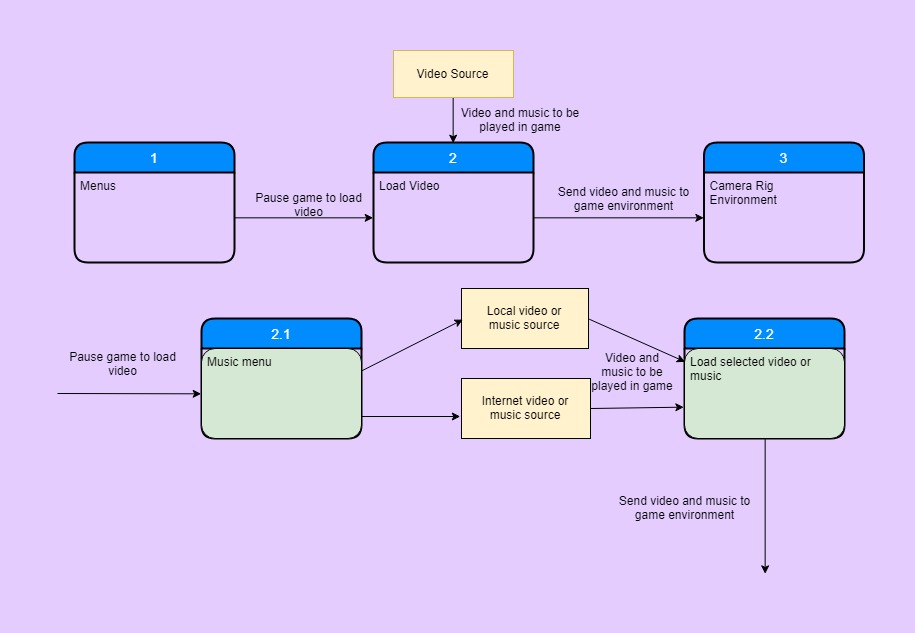 Video Source
Video and music to be
played in game
1
Menus
Pause game to load
video
2
Load Video
Send video and music to
game environment
3
Camera Rig
Environment
Pause game to load
video
2.1
Music menu
Local video or
music source
Internet video or
music source
Video and
music to be
played in game
2.2
Load selected video or
music
Send video and music to
game environment